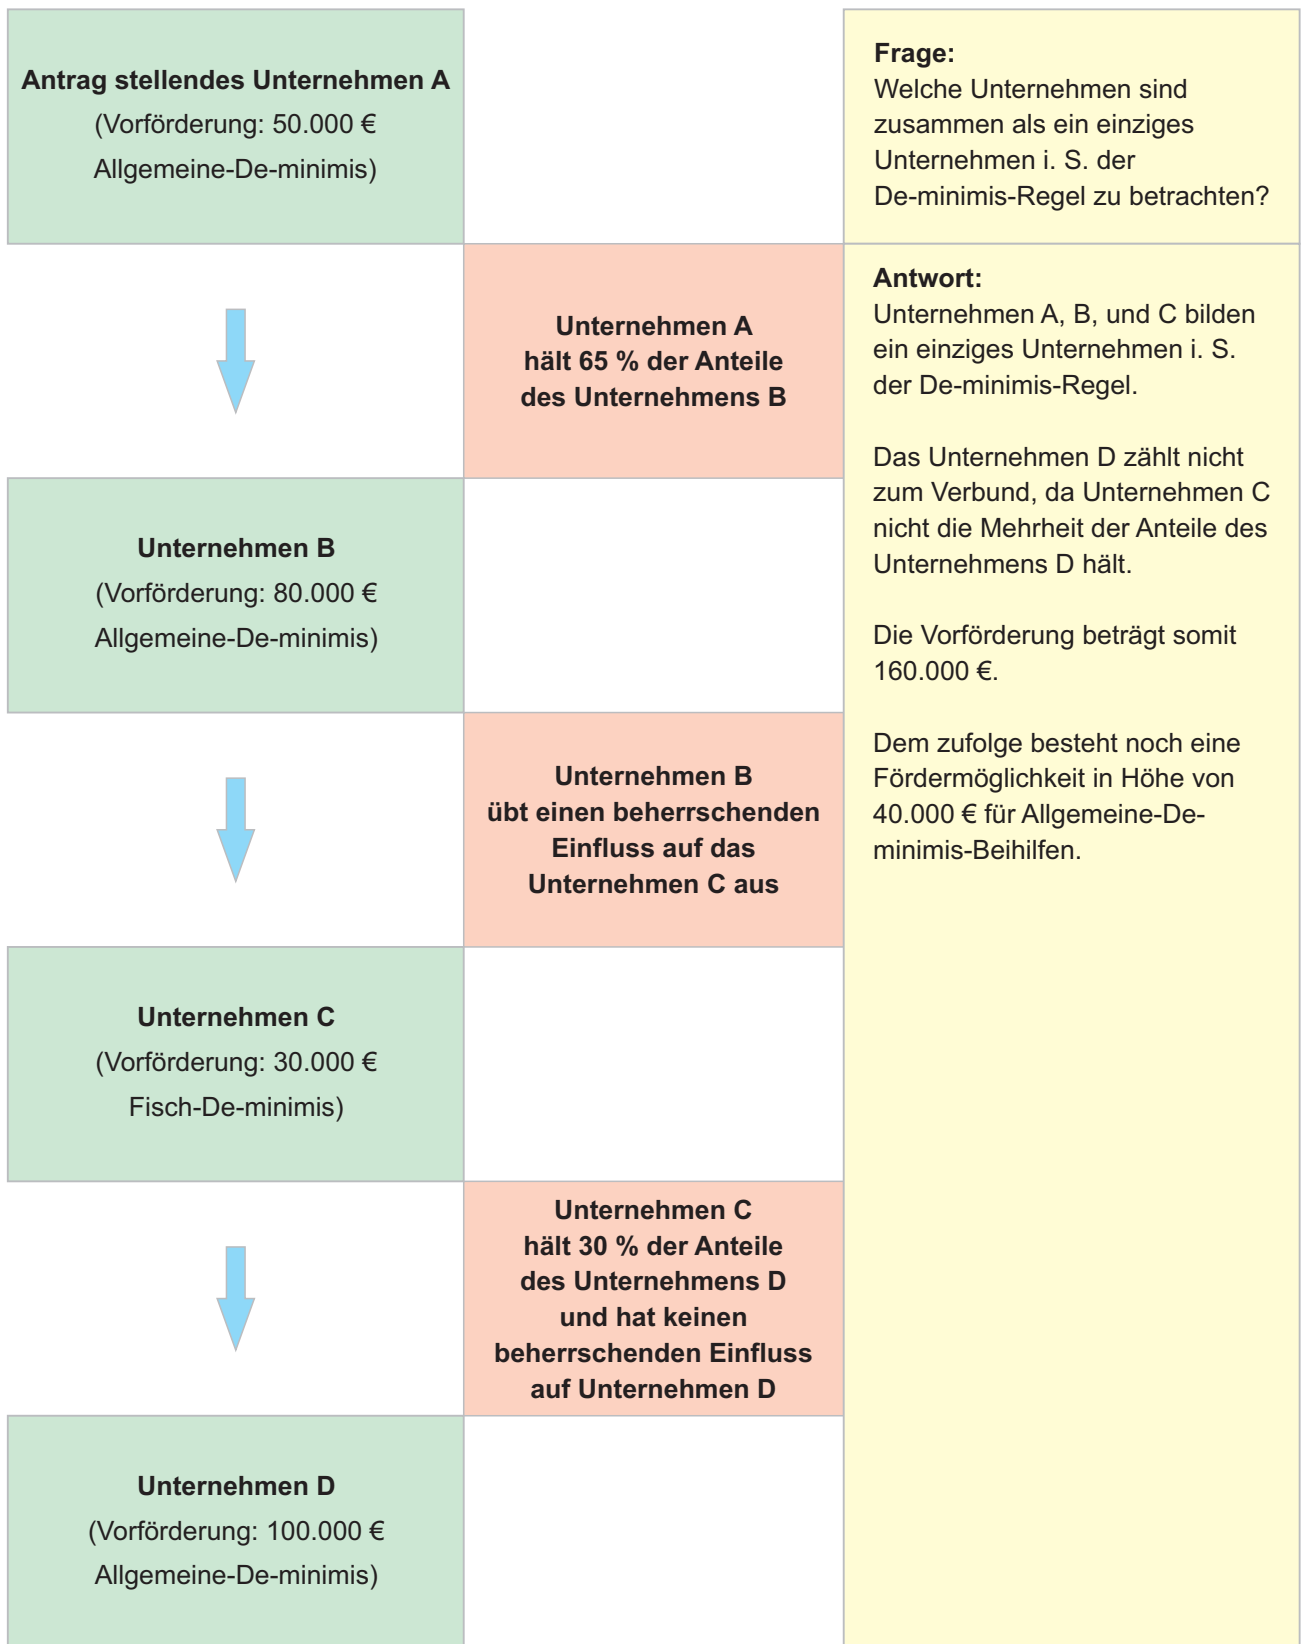 Antrag stellendes Unternehmen A
(Vorförderung: 50.000 €
Allgemeine-De-minimis)
Frage:
Welche Unternehmen sind
zusammen als ein einziges
Unternehmen i. S. der
De-minimis-Regel zu betrachten?
Unternehmen A
hält 65 % der Anteile
des Unternehmens B
Unternehmen B
(Vorförderung: 80.000 €
Allgemeine-De-minimis)
Unternehmen B
übt einen beherrschenden
Einfluss auf das
Unternehmen C aus
Unternehmen C
(Vorförderung: 30.000 €
Fisch-De-minimis)
Unternehmen C
hält 30 % der Anteile
des Unternehmens D
und hat keinen
beherrschenden Einfluss
auf Unternehmen D
Unternehmen D
(Vorförderung: 100.000 €
Allgemeine-De-minimis)
Antwort:
Unternehmen A, B, und C bilden
ein einziges Unternehmen i. S.
der De-minimis-Regel.
Das Unternehmen D zählt nicht
zum Verbund, da Unternehmen C
nicht die Mehrheit der Anteile des
Unternehmens D hält.
Die Vorförderung beträgt somit
160.000 €.
Dem zufolge besteht noch eine
Fördermöglichkeit in Höhe von
40.000 € für Allgemeine-De-
minimis-Beihilfen.